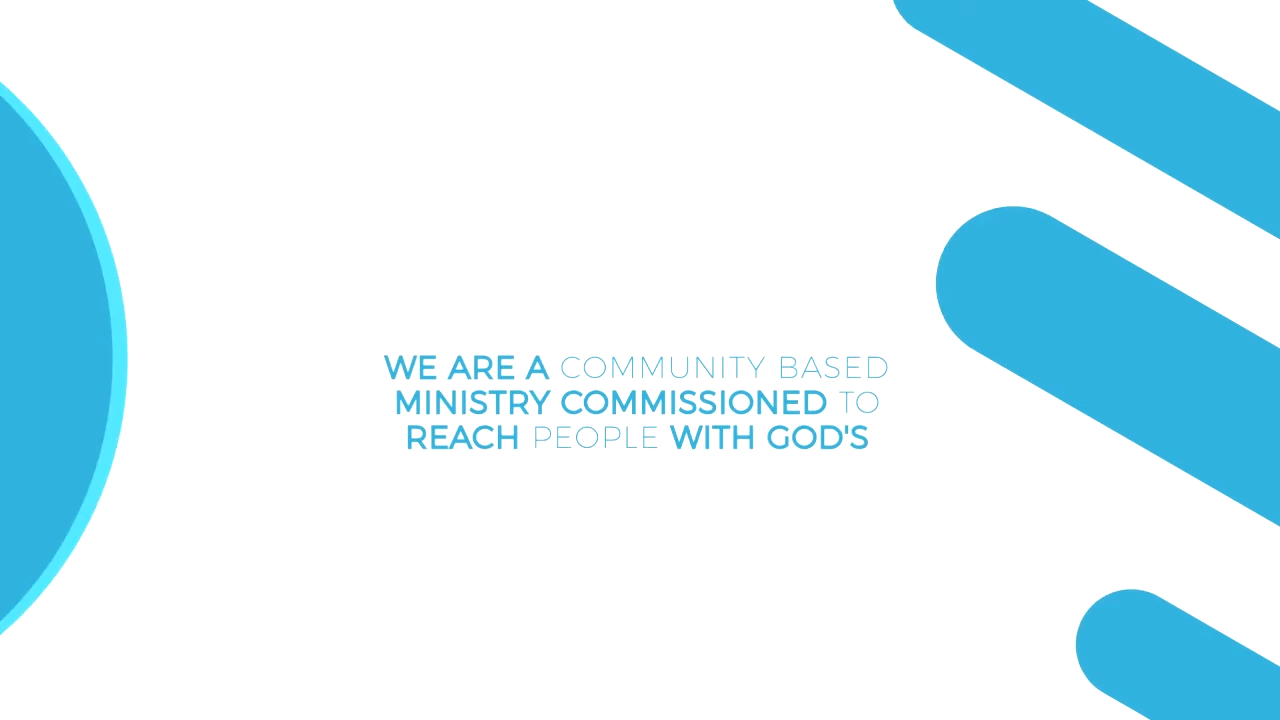 WE ARE A COMMUNITY BASED
MINISTRY COMMISSIONED TO
REACH PEOPLE WITH GOD'S